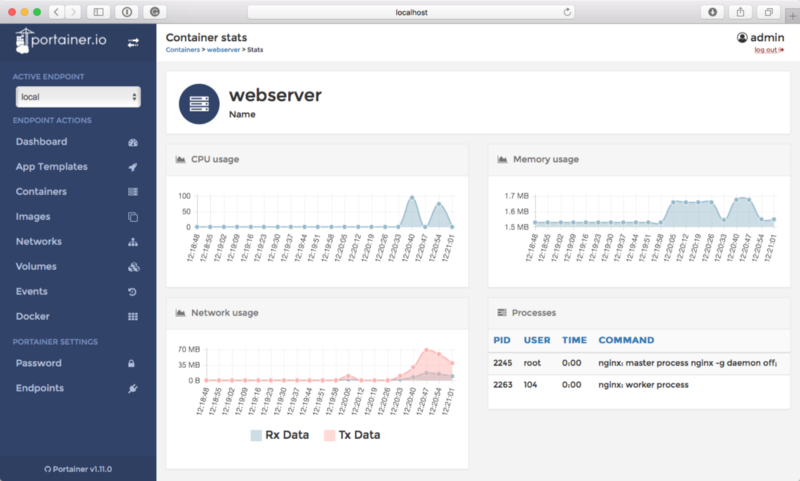 localhost
portainer.io
ACTIVE ENDPOINT
local
ENDPOINT ACTIONS
Dashboard
App Templates
Containers
Images
Networks
Volumes
Events
Docker
PORTAINER SETTINGS
Password
Endpoints
Portainer v1.11.0
Container stats
Containers > webserver > Stats
admin
log out
webserver
Name
CPU usage
100
50
0
12:18:48
12:18:55
12:19:02
12:19:09
12:19:16
12:19:23
12:19:30
12:19:37
12:19:44
12:19:51
12:19:58
12:20:05
12:20:12
12:20:19
12:20:26
12:20:33
12:20:40
12:20:47
12:20:54
12:21:01
Memory usage
1.7 MB
1.6 MB
1.5 MB
12:18:48
12:18:55
12:19:02
12:19:09
12:19:16
12:19:23
12:19:30
12:19:37
12:19:44
12:19:51
12:19:58
12:20:05
12:20:12
12:20:19
12:20:26
12:20:33
12:20:40
12:20:47
12:20:54
12:21:01
Network usage
70 MB
35 MB
0 B
12:18:48
12:18:55
12:19:02
12:19:09
12:19:16
12:19:23
12:19:30
12:19:37
12:19:44
12:19:51
12:19:58
12:20:05
12:20:12
12:20:19
12:20:26
12:20:33
12:20:40
12:20:47
12:20:54
12:21:01
Rx Data Tx Data
Processes
PID USER TIME COMMAND
2245 root 0:00 nginx: master process nginx -g daemon off;
2263 104 0:00 nginx: worker process